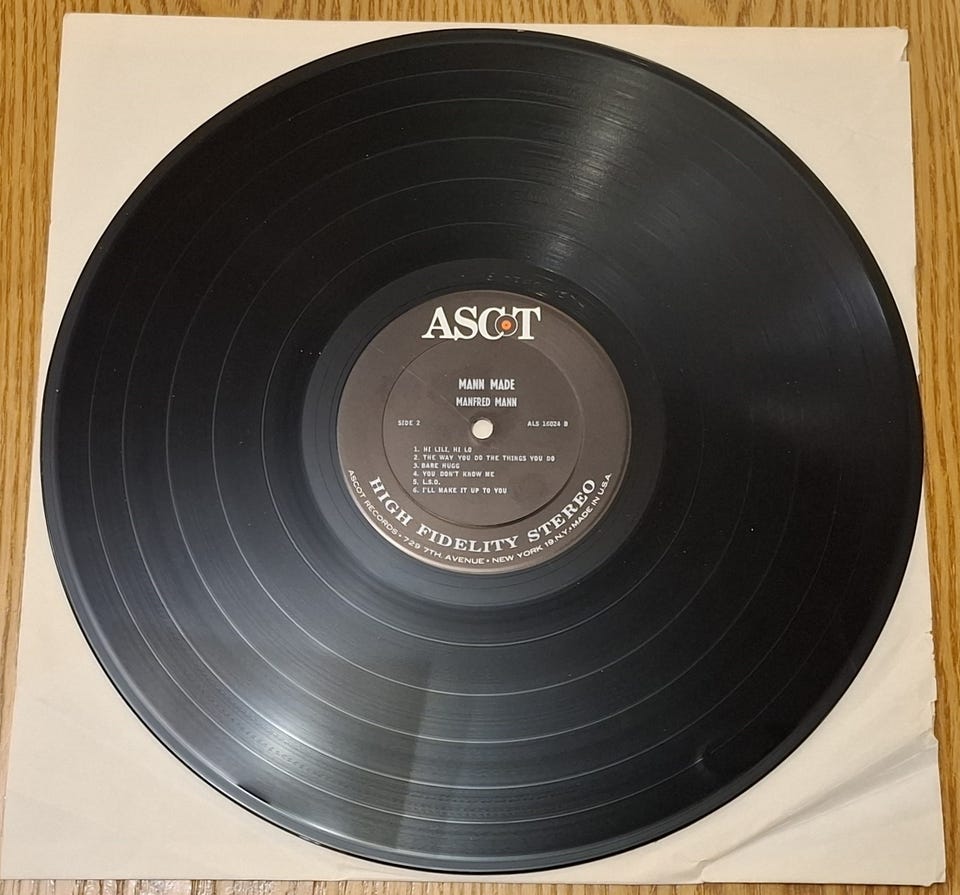 ASCOT
MANN MADE
MANFRED MANN
SIDE 2
ALS 16024 B
1. HI LILI, HI LO
2. THE WAY YOU DO THE THINGS YOU DO
3. BARE HUGG
4. YOU DON'T KNOW ME
5. L.S.D.
6. I'LL MAKE IT UP TO YOU
HIGH FIDELITY STEREO
ASCOT RECORDS • 729 7TH. AVENUE • NEW YORK 19, N.Y. • MADE IN U.S.A.